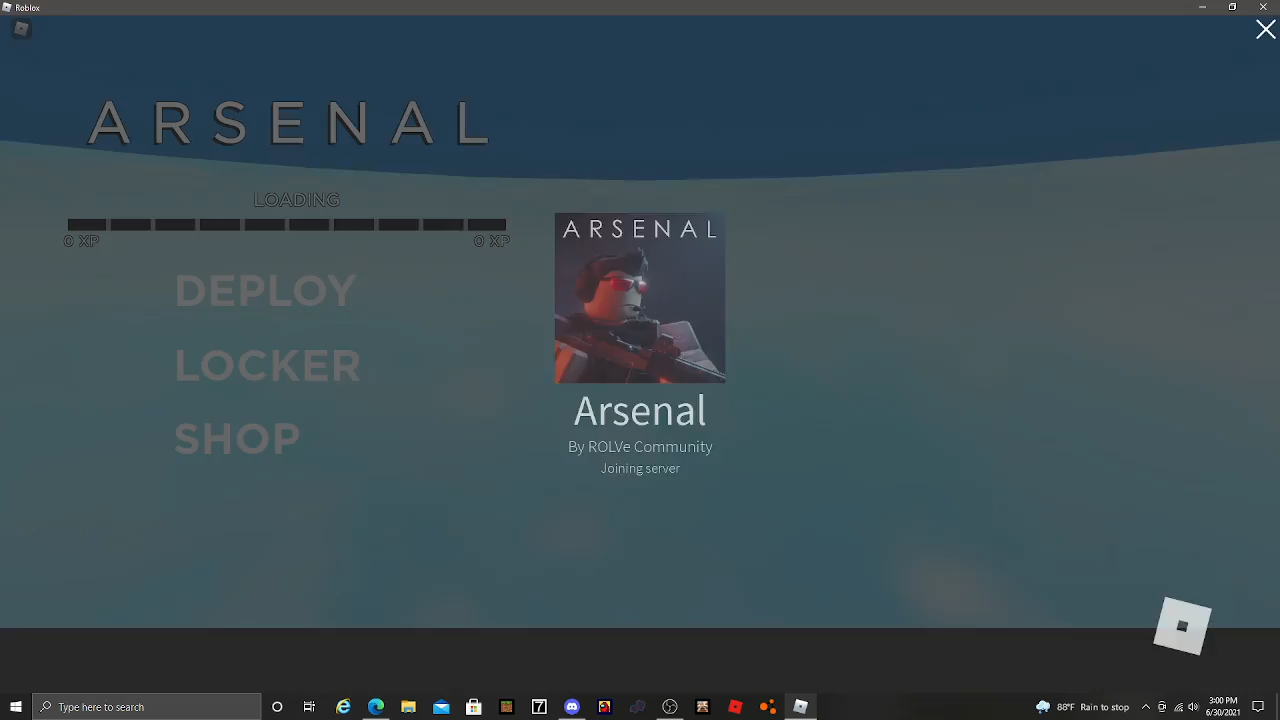 Roblox
ARSENAL
LOADING
0 XP 0 XP
DEPLOY
LOCKER
SHOP
ARSENAL
Arsenal
By ROLVe Community
Joining server
Type here to search
7
88°F Rain to stop
3:00 PM
6/30/2021